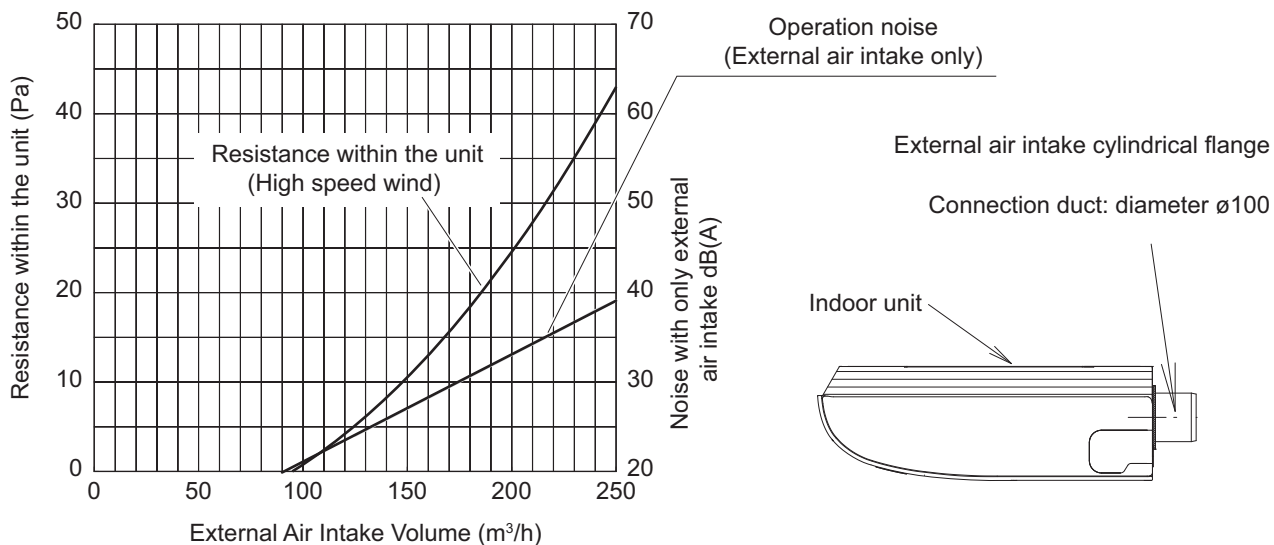 50
40
30
20
10
0
Resistance within the unit (Pa)
0
50
100
150
200
250
External Air Intake Volume (m³/h)
70
60
50
40
30
20
Noise with only external
air intake dB(A)
Resistance within the unit
(High speed wind)
Operation noise
(External air intake only)
External air intake cylindrical flange
Connection duct: diameter ø100
Indoor unit